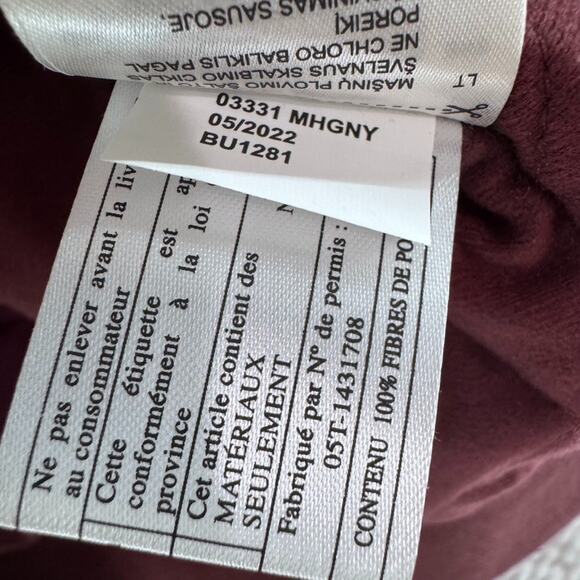 MINIMAS SAUSOJE,
POREIKĮ
NE CHLORO BALIKLIS PAGAL
ŠVELNAUS SKALBIMO CIKLAS
MAŠINŲ PLOVIMO ŠALTO
LT
03331 MHGNY
05/2022
BU1281
Ne pas enlever avant la
au consommateur
Cette étiquette est
conformément à la loi
province
Cet article contient des
MATÉRIAUX
SEULEMENT
Fabriqué par N° de permis :
05T-1431708
CONTENU 100% FIBRES DE